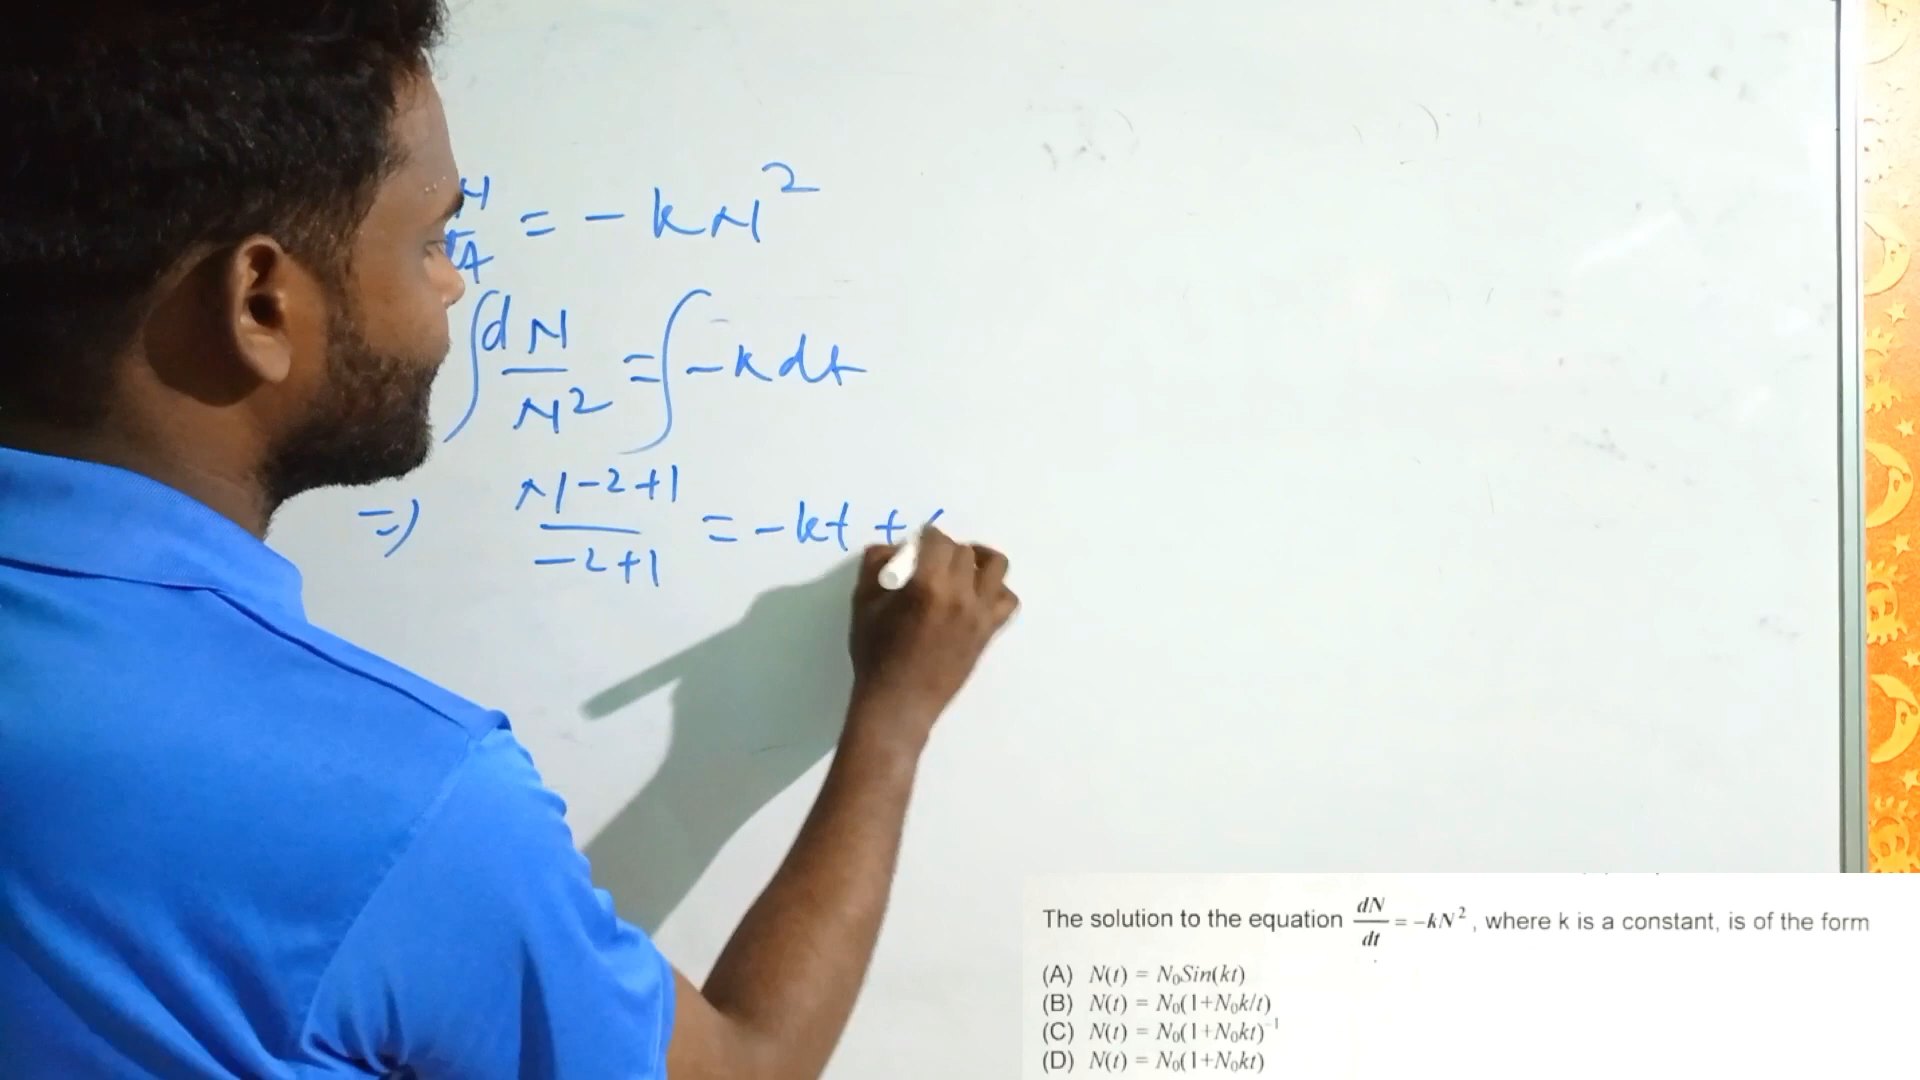 N/dt = - kN²
∫ dN/N² = ∫ -k dt
⇒ N-2+1/-2+1 = -kt +
The solution to the equation dN/dt = -kN², where k is a constant, is of the form
(A) N(t) = N₀Sin(kt)
(B) N(t) = N₀(1+N₀k/t)
(C) N(t) = N₀(1+N₀kt)⁻¹
(D) N(t) = N₀(1+N₀kt)